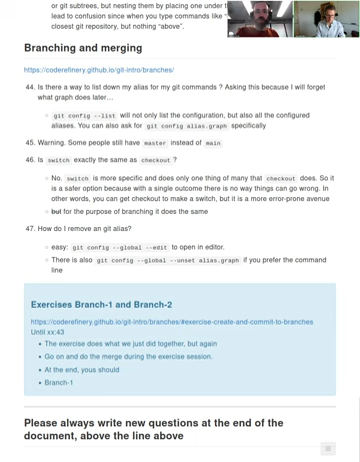 or git subtrees, but nesting them by placing one under t
lead to confusion since when you type commands like "
closest git repository, but nothing "above".
Branching and merging
https://coderefinery.github.io/git-intro/branches/
44. Is there a way to list down my alias for my git commands ? Asking this because I will forget
what graph does later...
git config --list will not only list the configuration, but also all the configured
aliases. You can also ask for git config alias.graph specifically
45. Warning. Some people still have master instead of main
46. Is switch exactly the same as checkout ?
No. switch is more specific and does only one thing of many that checkout does. So it
is a safer option because with a single outcome there is no way things can go wrong. In
other words, you can get checkout to make a switch, but it is a more error-prone avenue
but for the purpose of branching it does the same
47. How do I remove an git alias?
easy: git config --global --edit to open in editor.
There is also git config --global --unset alias.graph if you prefer the command
line
Exercises Branch-1 and Branch-2
https://coderefinery.github.io/git-intro/branches/#exercise-create-and-commit-to-branches
Until xx:43
The exercise does what we just did together, but again
Go on and do the merge during the exercise session.
At the end, yous should
Branch-1
Please always write new questions at the end of the
document, above the line above